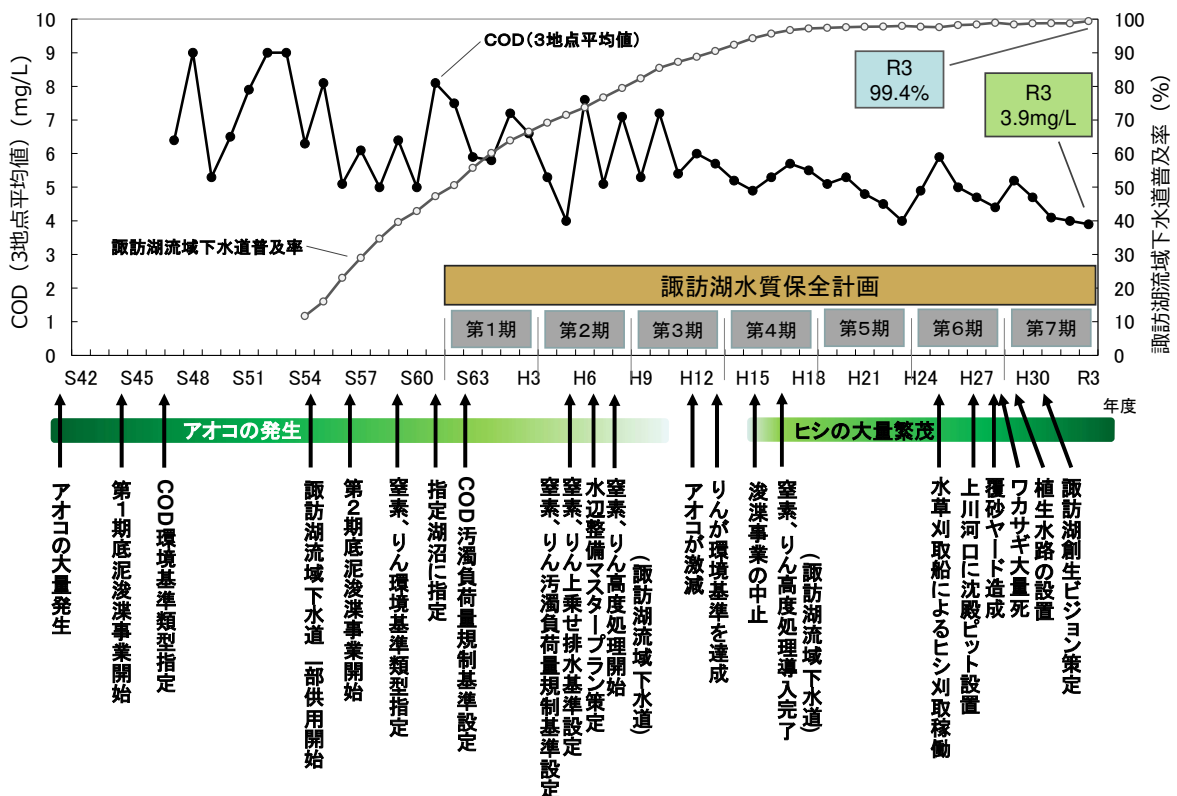 COD（3地点平均値）(mg/L)
10
9
8
7
6
5
4
3
2
1
0
COD（３地点平均値）
諏訪湖流域下水道普及率
R3
99.4%
R3
3.9mg/L
諏訪湖水質保全計画
第１期
第２期
第３期
第４期
第５期
第６期
第７期
100
90
80
70
60
50
40
30
20
10
0
諏訪湖流域下水道普及率 (%)
S42 S45 S48 S51 S54 S57 S60 S63 H3 H6 H9 H12 H15 H18 H21 H24 H27 H30 R3
年度
アオコの発生
ヒシの大量繁茂
アオコの大量発生
第１期底泥浚渫事業開始
COD環境基準類型指定
諏訪湖流域下水道 一部供用開始
第２期底泥浚渫事業開始
窒素、りん環境基準類型指定
指定湖沼に指定
COD汚濁負荷量規制基準設定
窒素、りん汚濁負荷量規制基準設定
窒素、りん上乗せ排水基準設定
水辺整備マスタープラン策定
窒素、りん高度処理開始
（諏訪湖流域下水道）
アオコが激減
りんが環境基準を達成
浚渫事業の中止
窒素、りん高度処理導入完了
（諏訪湖流域下水道）
水草刈取船によるヒシ刈取稼働
上川河口に沈殿ピット設置
覆砂ヤード造成
ワカサギ大量死
植生水路の設置
諏訪湖創生ビジョン策定